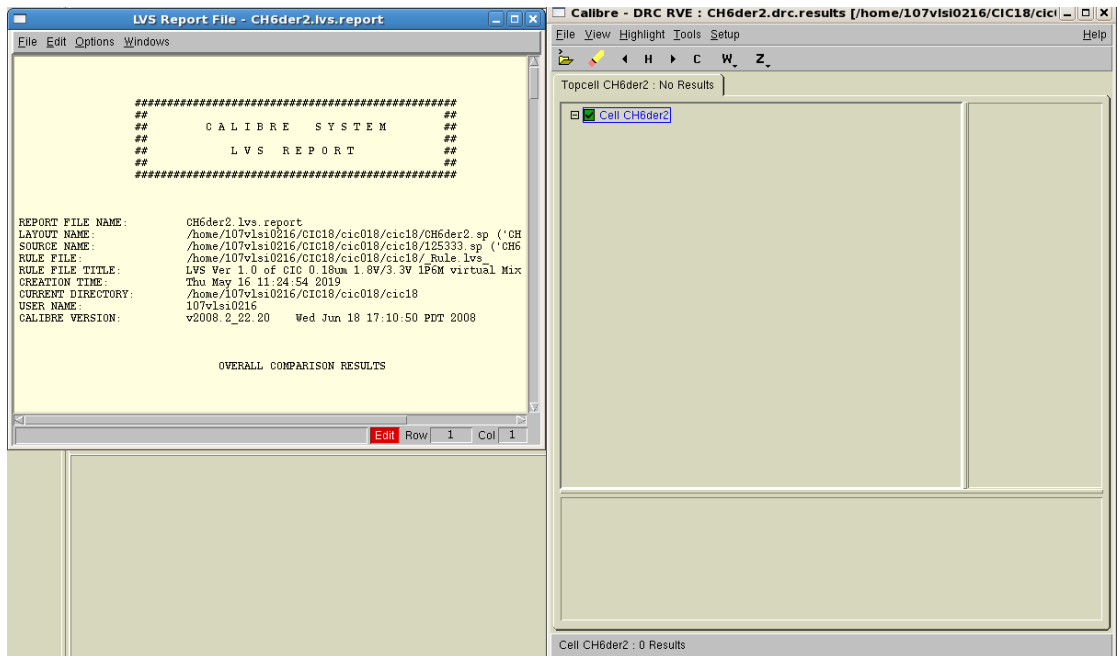 LVS Report File - CH6der2.lvs.report
File Edit Options Windows
##################################################
## ##
## C A L I B R E   S Y S T E M ##
## ##
## L V S   R E P O R T ##
## ##
##################################################
REPORT FILE NAME: CH6der2.lvs.report
LAYOUT NAME: /home/107vlsi0216/CIC18/cic018/cic18/CH6der2.sp ('CH
SOURCE NAME: /home/107vlsi0216/CIC18/cic018/cic18/125333.sp ('CH6
RULE FILE: /home/107vlsi0216/CIC18/cic018/cic18/_Rule.lvs_
RULE FILE TITLE: LVS Ver 1.0 of CIC 0.18um 1.8V/3.3V 1P6M virtual Mix
CREATION TIME: Thu May 16 11:24:54 2019
CURRENT DIRECTORY: /home/107vlsi0216/CIC18/cic018/cic18
USER NAME: 107vlsi0216
CALIBRE VERSION: v2008.2_22.20 Wed Jun 18 17:10:50 PDT 2008
OVERALL COMPARISON RESULTS
Edit Row 1 Col 1
Calibre - DRC RVE : CH6der2.drc.results [/home/107vlsi0216/CIC18/cic
File View Highlight Tools Setup Help
H C W Z
Topcell CH6der2 : No Results
Cell CH6der2
Cell CH6der2 : 0 Results